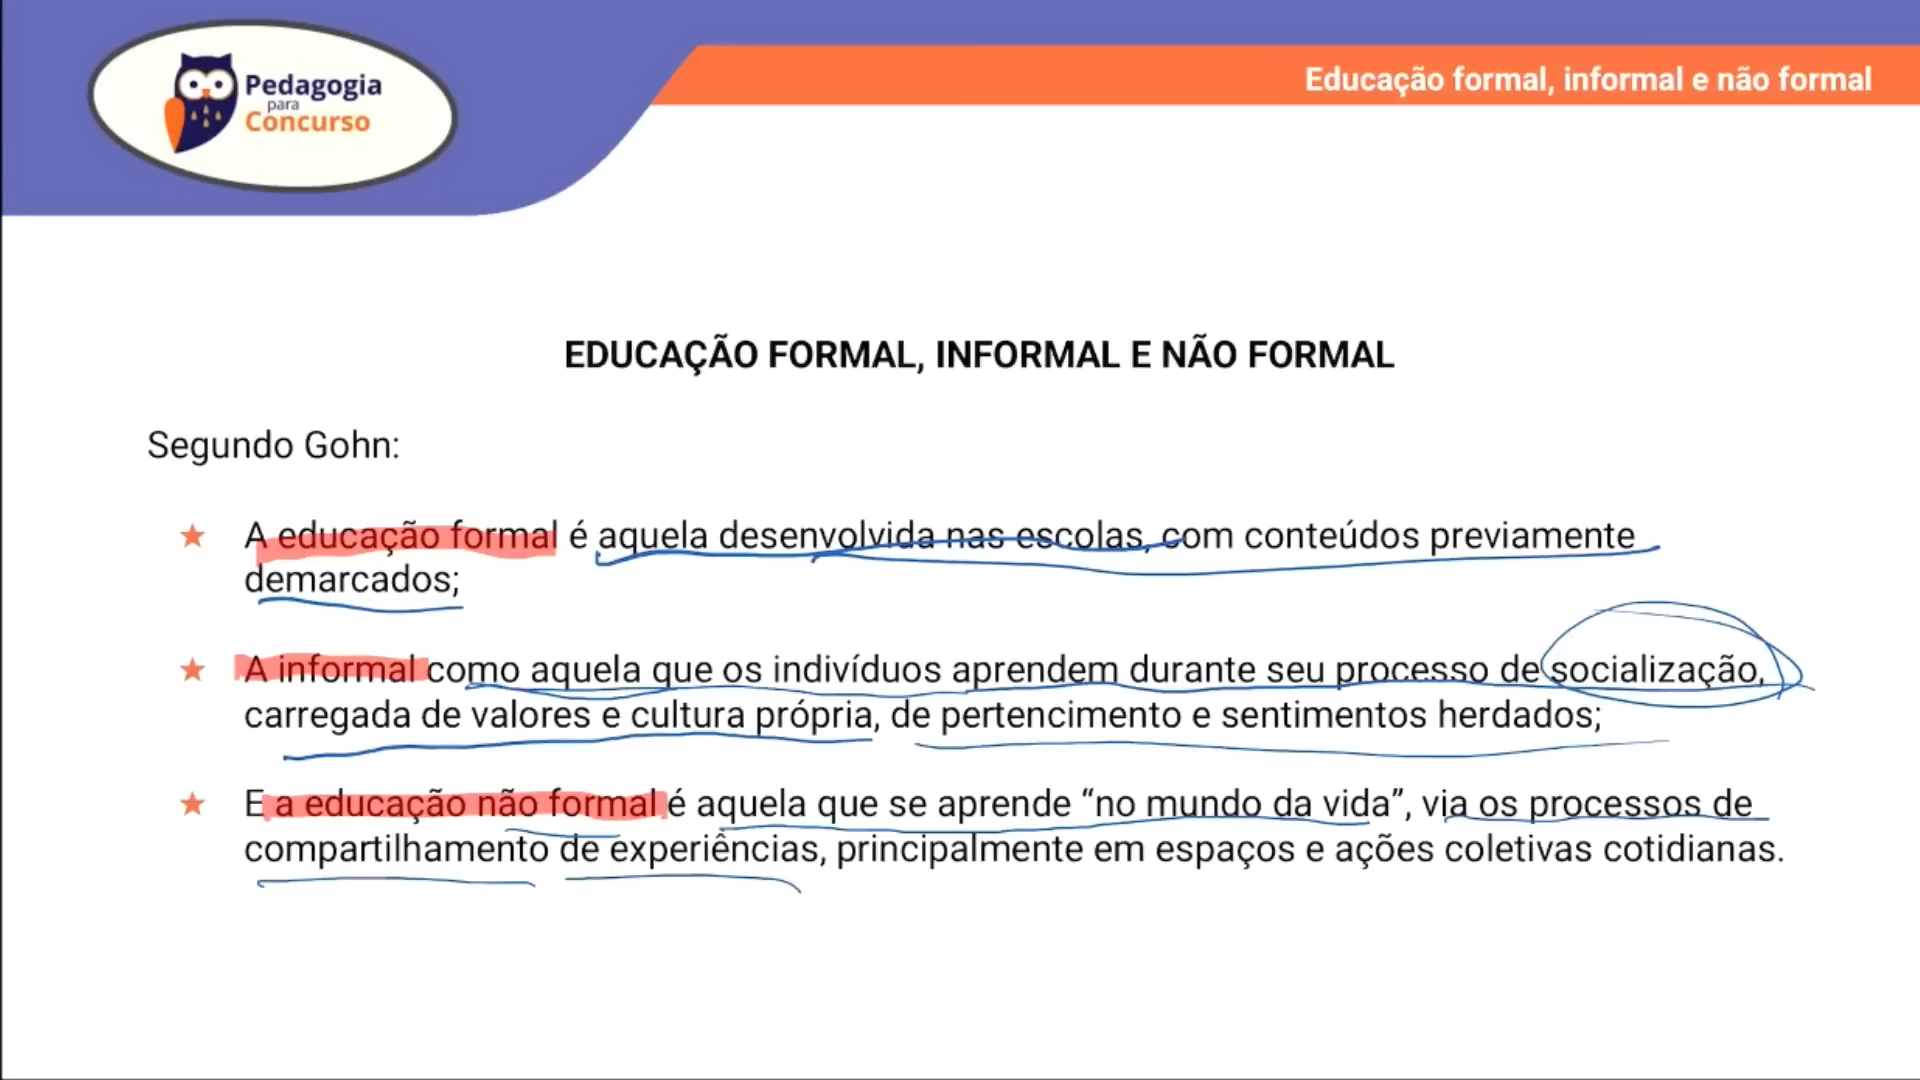 Pedagogia
para
Concurso
Educação formal, informal e não formal
EDUCAÇÃO FORMAL, INFORMAL E NÃO FORMAL
Segundo Gohn:
A educação formal é aquela desenvolvida nas escolas, com conteúdos previamente
demarcados;
A informal como aquela que os indivíduos aprendem durante seu processo de socialização,
carregada de valores e cultura própria, de pertencimento e sentimentos herdados;
E a educação não formal é aquela que se aprende “no mundo da vida”, via os processos de
compartilhamento de experiências, principalmente em espaços e ações coletivas cotidianas.